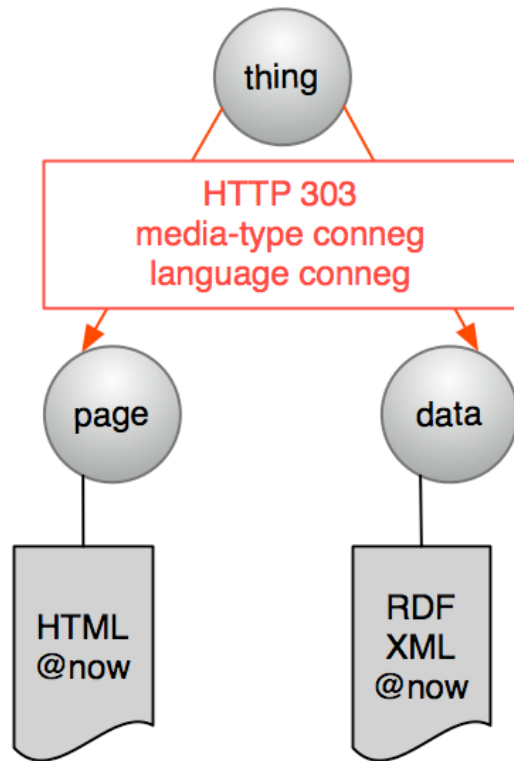 thing
HTTP 303
media-type conneg
language conneg
page
data
HTML
@now
RDF
XML
@now